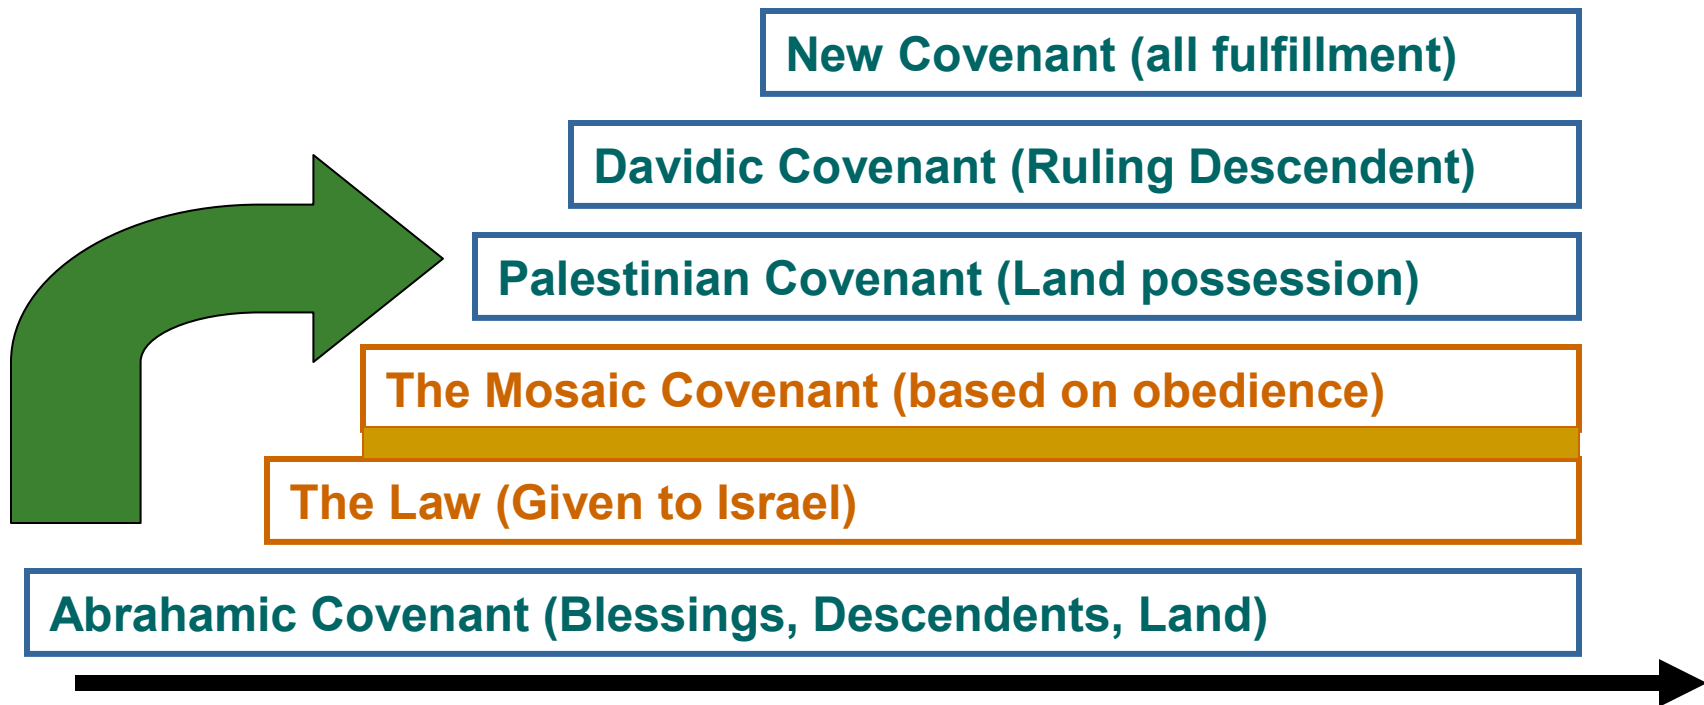 New Covenant (all fulfillment)
Davidic Covenant (Ruling Descendent)
Palestinian Covenant (Land possession)
The Mosaic Covenant (based on obedience)
The Law (Given to Israel)
Abrahamic Covenant (Blessings, Descendents, Land)